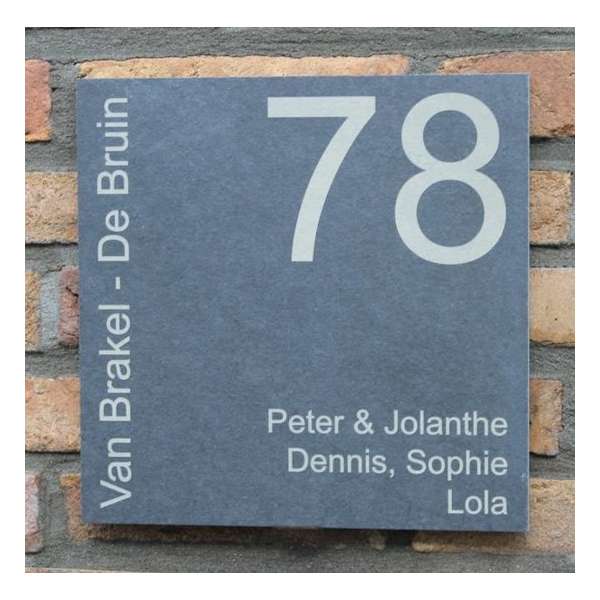 78
Van Brakel - De Bruin
Peter & Jolanthe
Dennis, Sophie
Lola